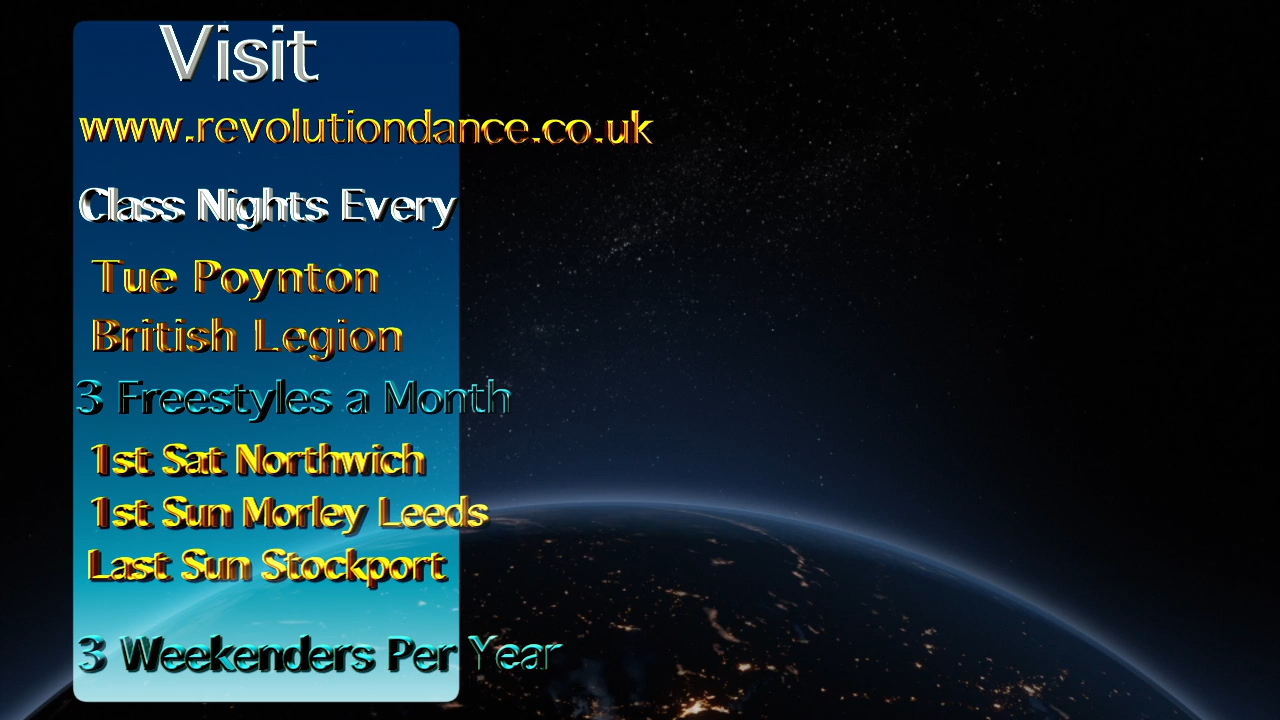 Visit
www.revolutiondance.co.uk
Class Nights Every
Tue Poynton
British Legion
3 Freestyles a Month
1st Sat Northwich
1st Sun Morley Leeds
Last Sun Stockport
3 Weekenders Per Year